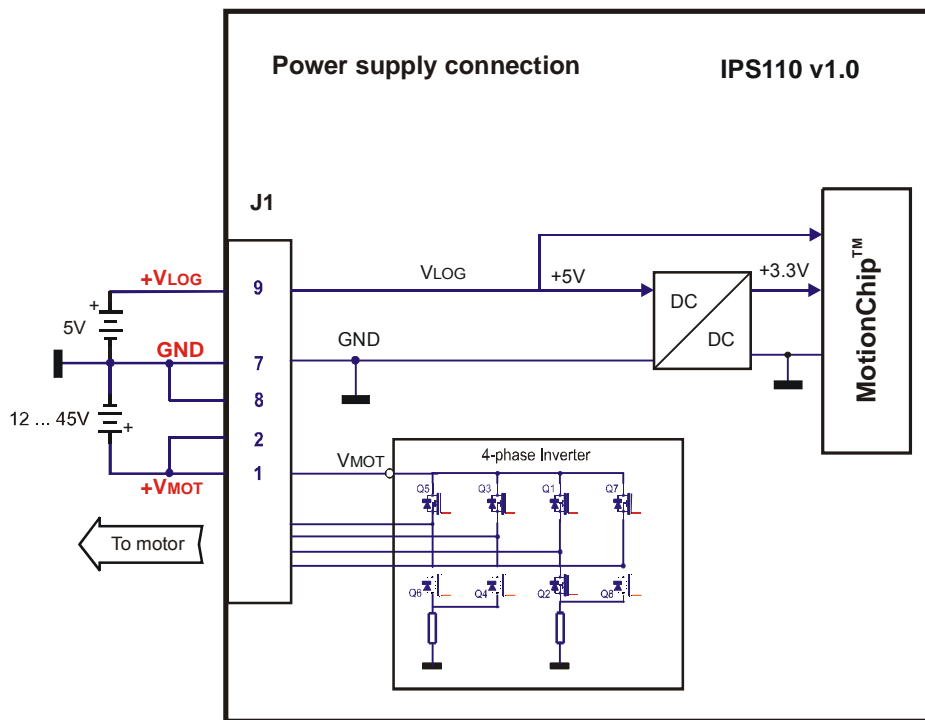 Power supply connection
IPS110 v1.0
J1
+VLOG
9
VLOG
+5V
+3.3V
DC
DC
MotionChip™
+
5V
GND
7
GND
8
12 ... 45V
+
2
1
+VMOT
VMOT
4-phase Inverter
Q5
Q3
Q1
Q7
To motor
Q6
Q4
Q2
Q8